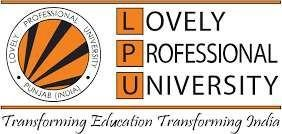 LOVELY PROFESSIONAL UNIVERSITY
PUNJAB (INDIA)
LOVELY
PROFESSIONAL
UNIVERSITY
Transforming Education Transforming India